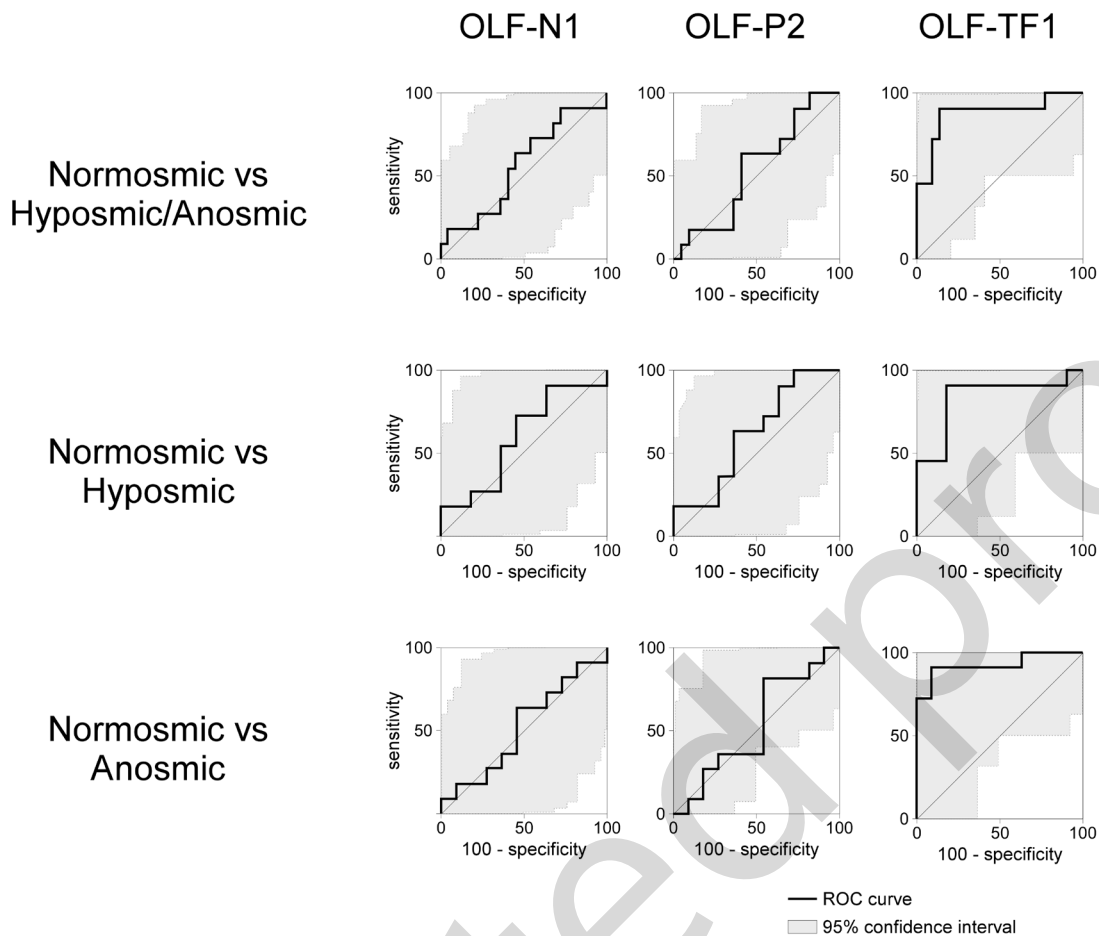 OLF-N1 OLF-P2 OLF-TF1
Normosmic vs
Hyposmic/Anosmic
sensitivity
100
50
0
0 50 100
100 - specificity
100
50
0
0 50 100
100 - specificity
100
50
0
0 50 100
100 - specificity
Normosmic vs
Hyposmic
sensitivity
100
50
0
0 50 100
100 - specificity
100
50
0
0 50 100
100 - specificity
100
50
0
0 50 100
100 - specificity
Normosmic vs
Anosmic
sensitivity
100
50
0
0 50 100
100 - specificity
100
50
0
0 50 100
100 - specificity
100
50
0
0 50 100
100 - specificity
ROC curve
95% confidence interval